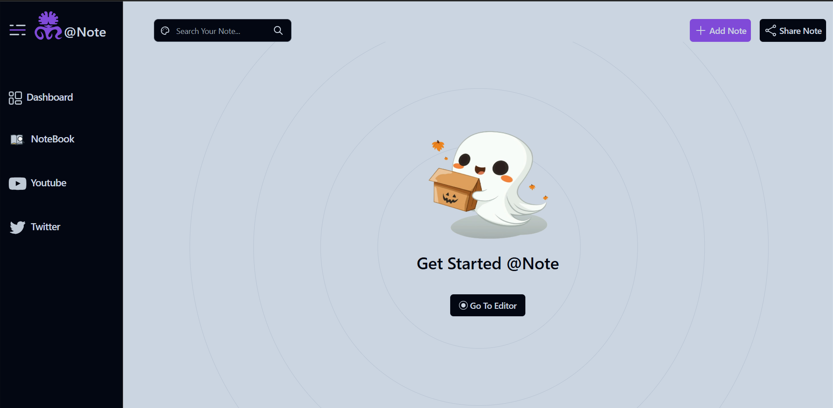 @Note
Search Your Note...
Add Note
Share Note
Dashboard
NoteBook
Youtube
Twitter
Get Started @Note
Go To Editor